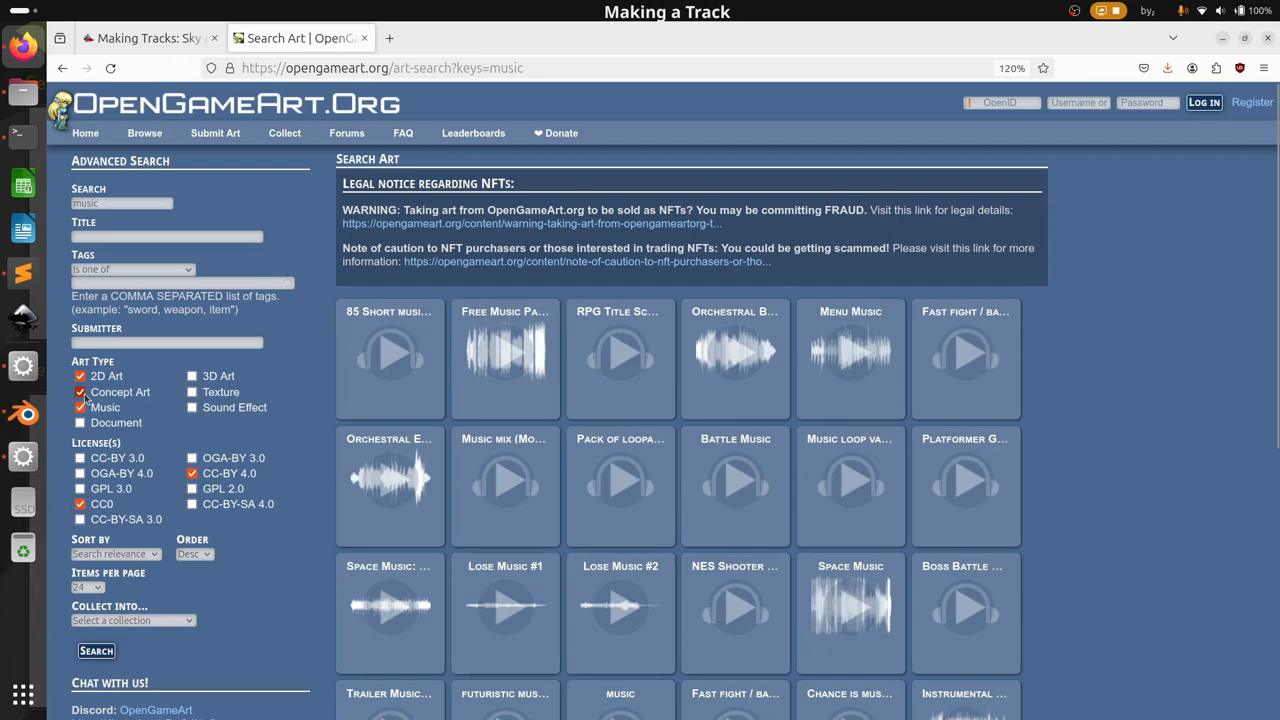 Making a Track
by₂
100%
Making Tracks: Sky a
Search Art | OpenGa
https://opengameart.org/art-search?keys=music
120%
OpenGameArt.Org
OpenID
Username or
Password
Log in
Register
Home
Browse
Submit Art
Collect
Forums
FAQ
Leaderboards
❤ Donate
Advanced Search
Search
music
Title
Tags
Is one of
Enter a COMMA SEPARATED list of tags.
(example: "sword, weapon, item")
Submitter
Art Type
2D Art
3D Art
Concept Art
Texture
Music
Sound Effect
Document
License(s)
CC-BY 3.0
OGA-BY 3.0
OGA-BY 4.0
CC-BY 4.0
GPL 3.0
GPL 2.0
CC0
CC-BY-SA 4.0
CC-BY-SA 3.0
Sort by
Order
Search relevance
Desc
Items per page
24
Collect into...
Select a collection
Search
Chat with us!
Discord: OpenGameArt
Search Art
Legal notice regarding NFTs:
WARNING: Taking art from OpenGameArt.org to be sold as NFTs? You may be committing FRAUD. Visit this link for legal details:
https://opengameart.org/content/warning-taking-art-from-opengameartorg-t...
Note of caution to NFT purchasers or those interested in trading NFTs: You could be getting scammed! Please visit this link for more
information: https://opengameart.org/content/note-of-caution-to-nft-purchasers-or-tho...
85 Short musi...
Free Music Pa...
RPG Title Sc...
Orchestral B...
Menu Music
Fast fight / ba...
Orchestral E...
Music mix (Mo...
Pack of loopa...
Battle Music
Music loop va...
Platformer G...
Space Music: ...
Lose Music #1
Lose Music #2
NES Shooter ...
Space Music
Boss Battle ...
Trailer Music...
futuristic mus...
music
Fast fight / ba...
Chance is mus...
Instrumental ...
SSD